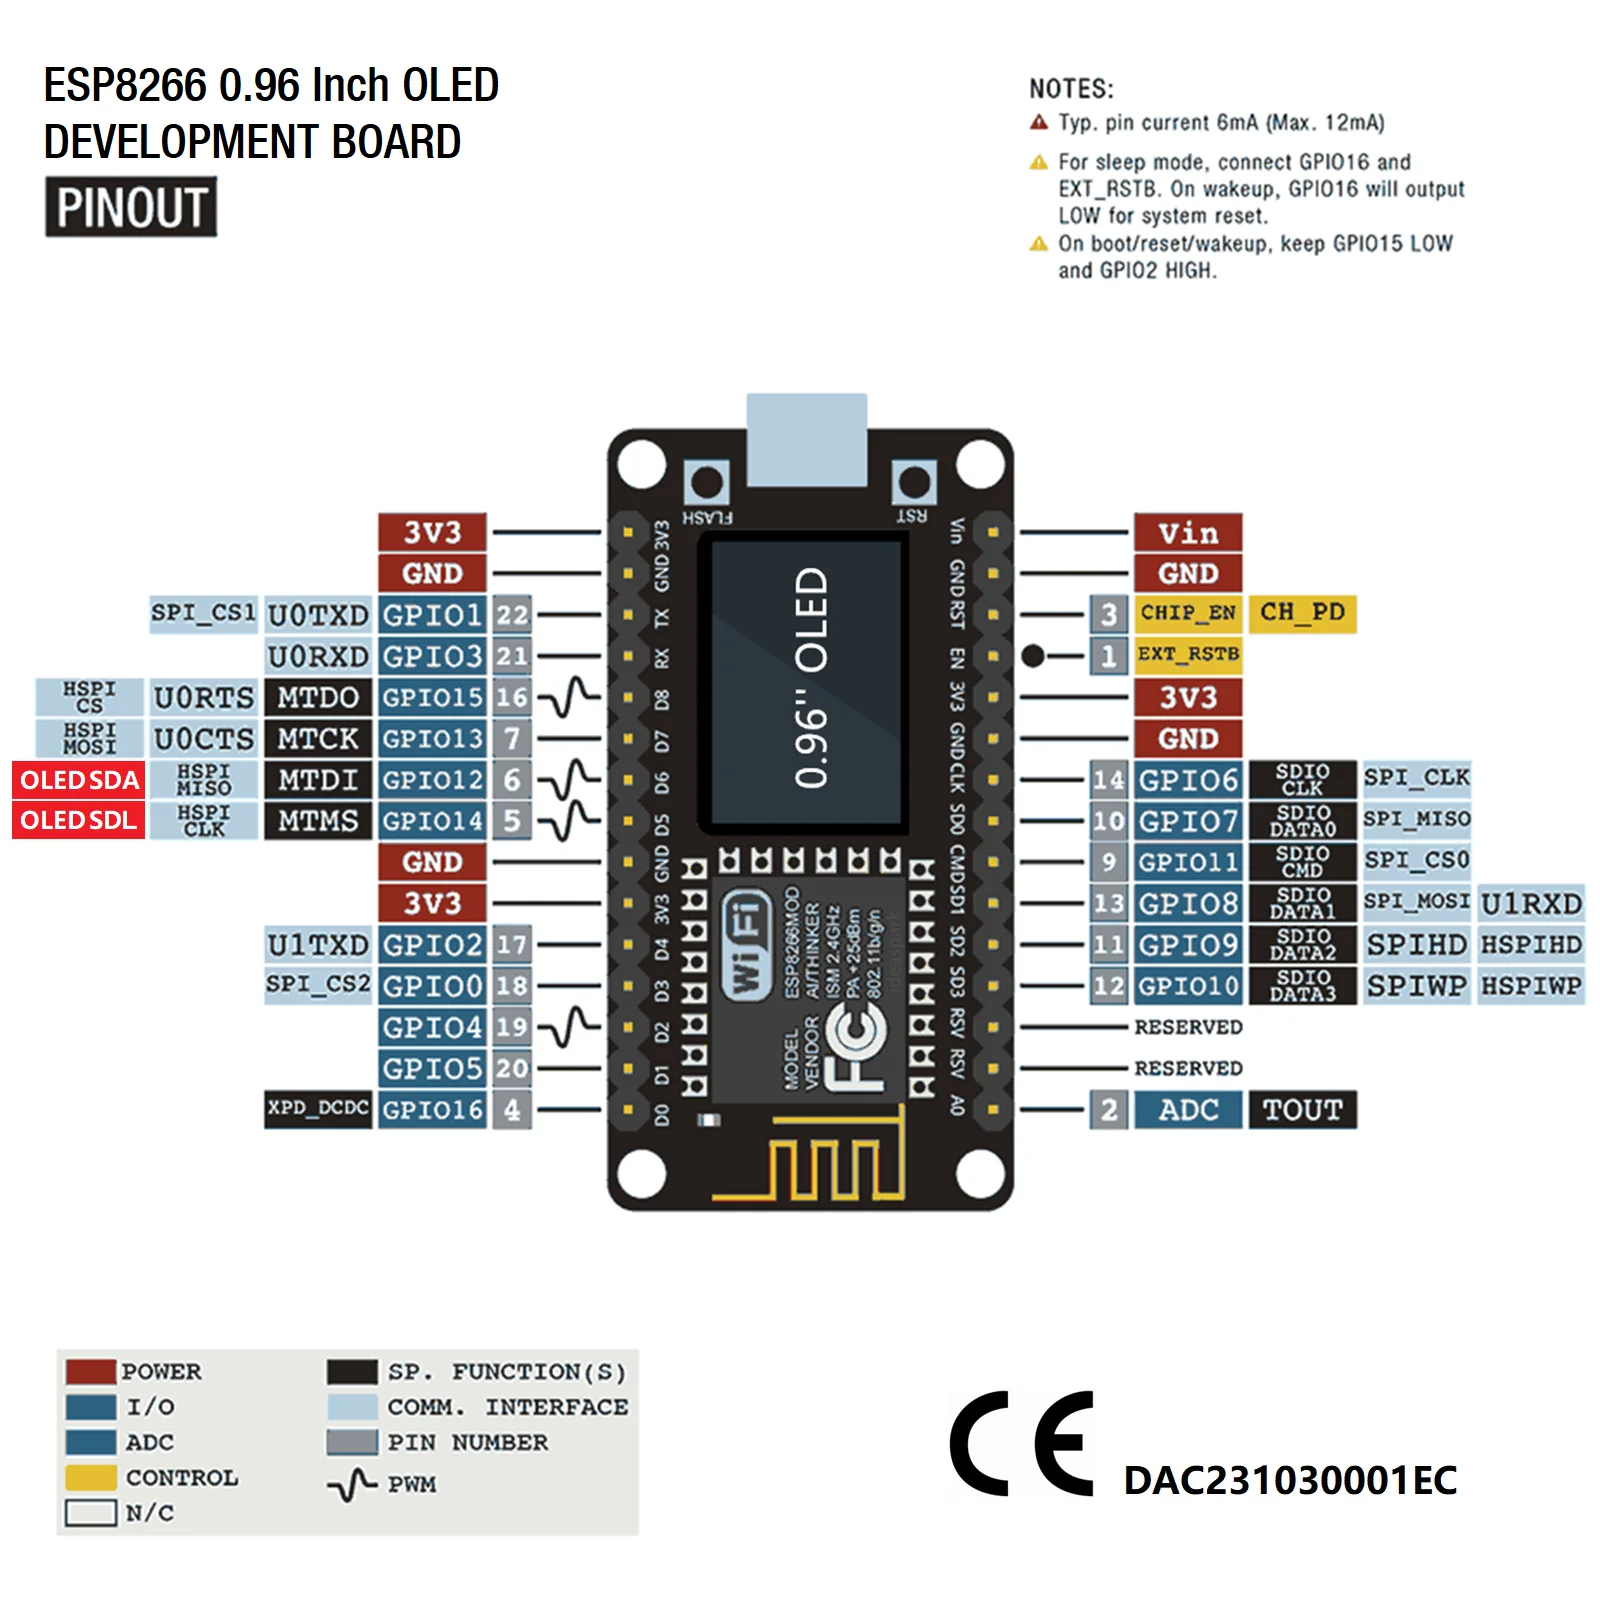 ESP8266 0.96 Inch OLED
DEVELOPMENT BOARD
PINOUT
NOTES:
Typ. pin current 6mA (Max. 12mA)
For sleep mode, connect GPIO16 and
EXT_RSTB. On wakeup, GPIO16 will output
LOW for system reset.
On boot/reset/wakeup, keep GPIO15 LOW
and GPIO2 HIGH.
FLASH
RST
3V3
GND
SPI_CS1 U0TXD GPIO1 22
U0RXD GPIO3 21
HSPI CS U0RTS MTDO GPIO15 16
HSPI MOSI U0CTS MTCK GPIO13 7
OLED SDA HSPI MISO MTDI GPIO12 6
OLED SDL HSPI CLK MTMS GPIO14 5
GND
3V3
U1TXD GPIO2 17
SPI_CS2 GPIO0 18
GPIO4 19
GPIO5 20
XPD_DCDC GPIO16 4
3V3
GND
TX
RX
D8
D7
D6
D5
GND
3V3
D4
D3
D2
D1
D0
0.96" OLED
WiFi
MODEL ESP8266MOD
VENDOR AI/THINKER
ISM 2.4GHz
PA +25dBm
802.11b/g/n
FC
Vin
GND
RST
EN
3V3
GND
CLK
SD0
CMD
SD1
SD2
SD3
RSV
RSV
A0
Vin
GND
3 CHIP_EN CH_PD
1 EXT_RSTB
3V3
GND
14 GPIO6 SDIO CLK SPI_CLK
10 GPIO7 SDIO DATA0 SPI_MISO
9 GPIO11 SDIO CMD SPI_CS0
13 GPIO8 SDIO DATA1 SPI_MOSI U1RXD
11 GPIO9 SDIO DATA2 SPIHD HSPIHD
12 GPIO10 SDIO DATA3 SPIWP HSPIWP
RESERVED
RESERVED
2 ADC TOUT
POWER
I/O
ADC
CONTROL
N/C
SP. FUNCTION(S)
COMM. INTERFACE
PIN NUMBER
PWM
CE DAC231030001EC